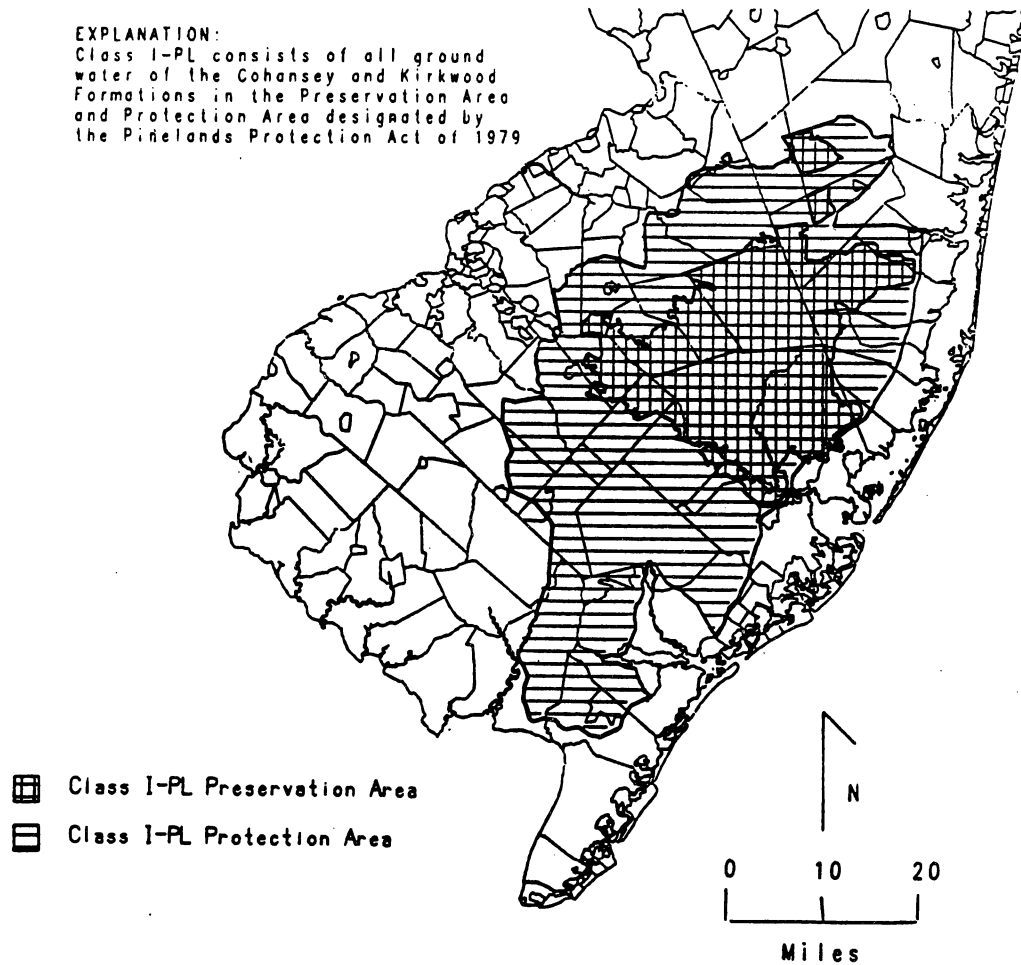 EXPLANATION:
Class I-PL consists of all ground
water of the Cohansey and Kirkwood
Formations in the Preservation Area
and Protection Area designated by
the Pinelands Protection Act of 1979
Class I-PL Preservation Area
Class I-PL Protection Area
N
0 10 20
Miles